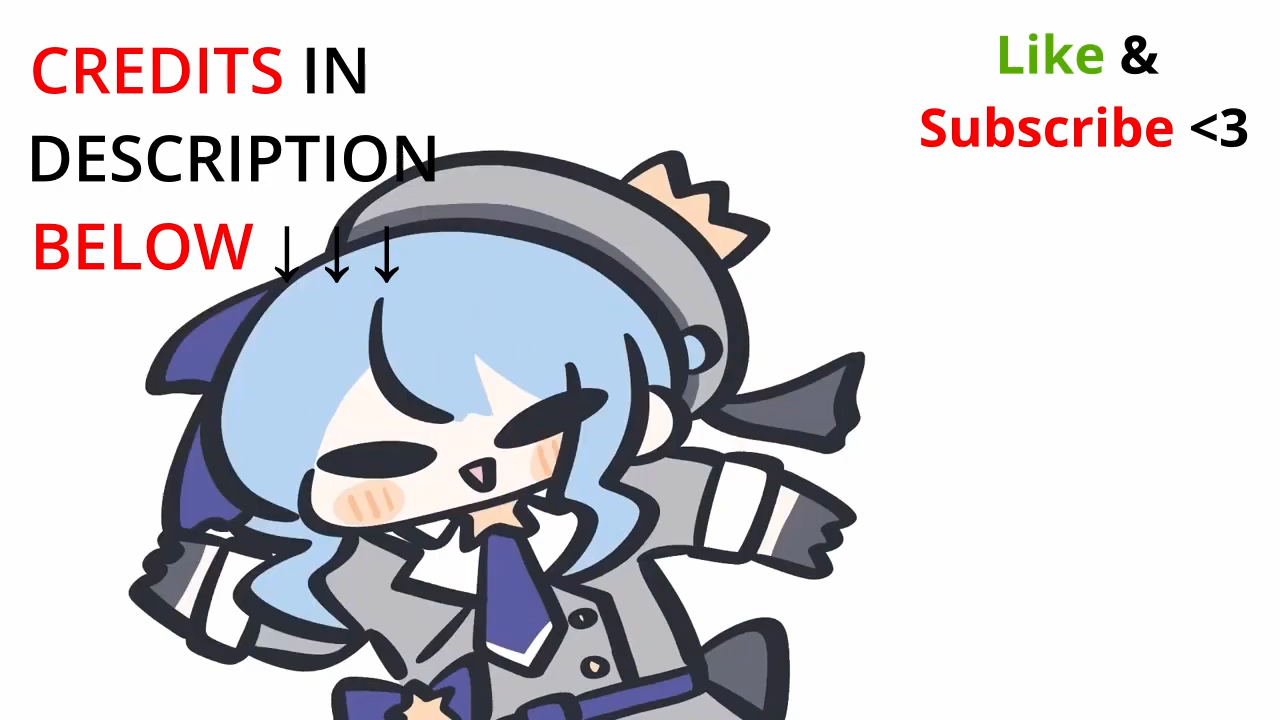 CREDITS IN
DESCRIPTION
BELOW ↓ ↓ ↓
Like &
Subscribe <3